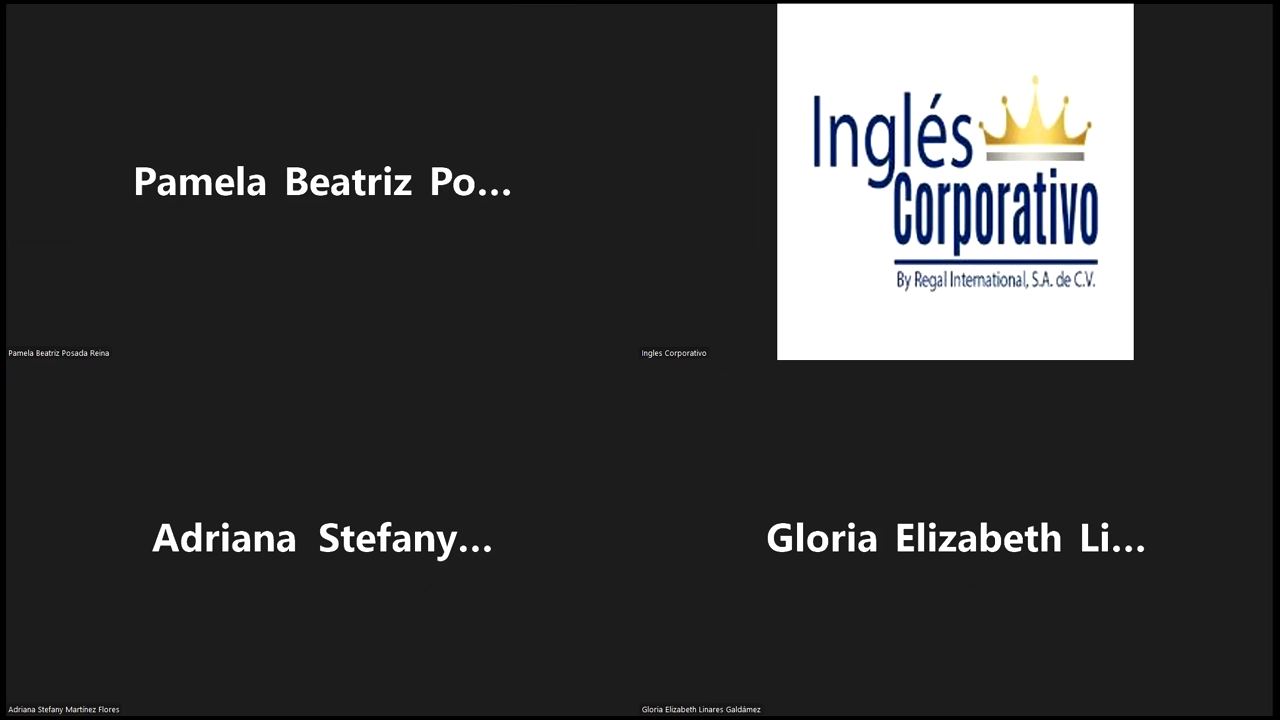 Pamela Beatriz Po...
Pamela Beatriz Posada Reina
Inglés
Corporativo
By Regal International, S.A. de C.V.
Ingles Corporativo
Adriana Stefany...
Adriana Stefany Martínez Flores
Gloria Elizabeth Li...
Gloria Elizabeth Linares Galdámez